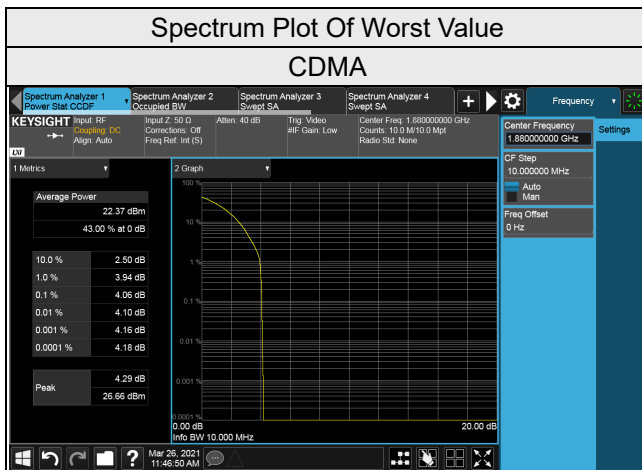 Spectrum Plot Of Worst Value
CDMA
Spectrum Analyzer 1
Power Stat CCDF
Spectrum Analyzer 2
Occupied BW
Spectrum Analyzer 3
Swept SA
Spectrum Analyzer 4
Swept SA
Frequency
KEYSIGHT
LXI
Input: RF
Coupling: DC
Align: Auto
Input Z: 50 Ω
Corrections: Off
Freq Ref: Int (S)
Atten: 40 dB
Trig: Video
#IF Gain: Low
Center Freq: 1.880000000 GHz
Counts: 10.0 M/10.0 Mpt
Radio Std: None
Center Frequency
1.880000000 GHz
Settings
CF Step
10.000000 MHz
Auto
Man
Freq Offset
0 Hz
1 Metrics
Average Power
22.37 dBm
43.00 % at 0 dB
10.0 % 2.50 dB
1.0 % 3.94 dB
0.1 % 4.06 dB
0.01 % 4.10 dB
0.001 % 4.16 dB
0.0001 % 4.18 dB
Peak
4.29 dB
26.66 dBm
2 Graph
100 %
10 %
1 %
0.1 %
0.01 %
0.001 %
0.0001 %
0.00 dB 20.00 dB
Info BW 10.000 MHz
Mar 26, 2021
11:46:50 AM